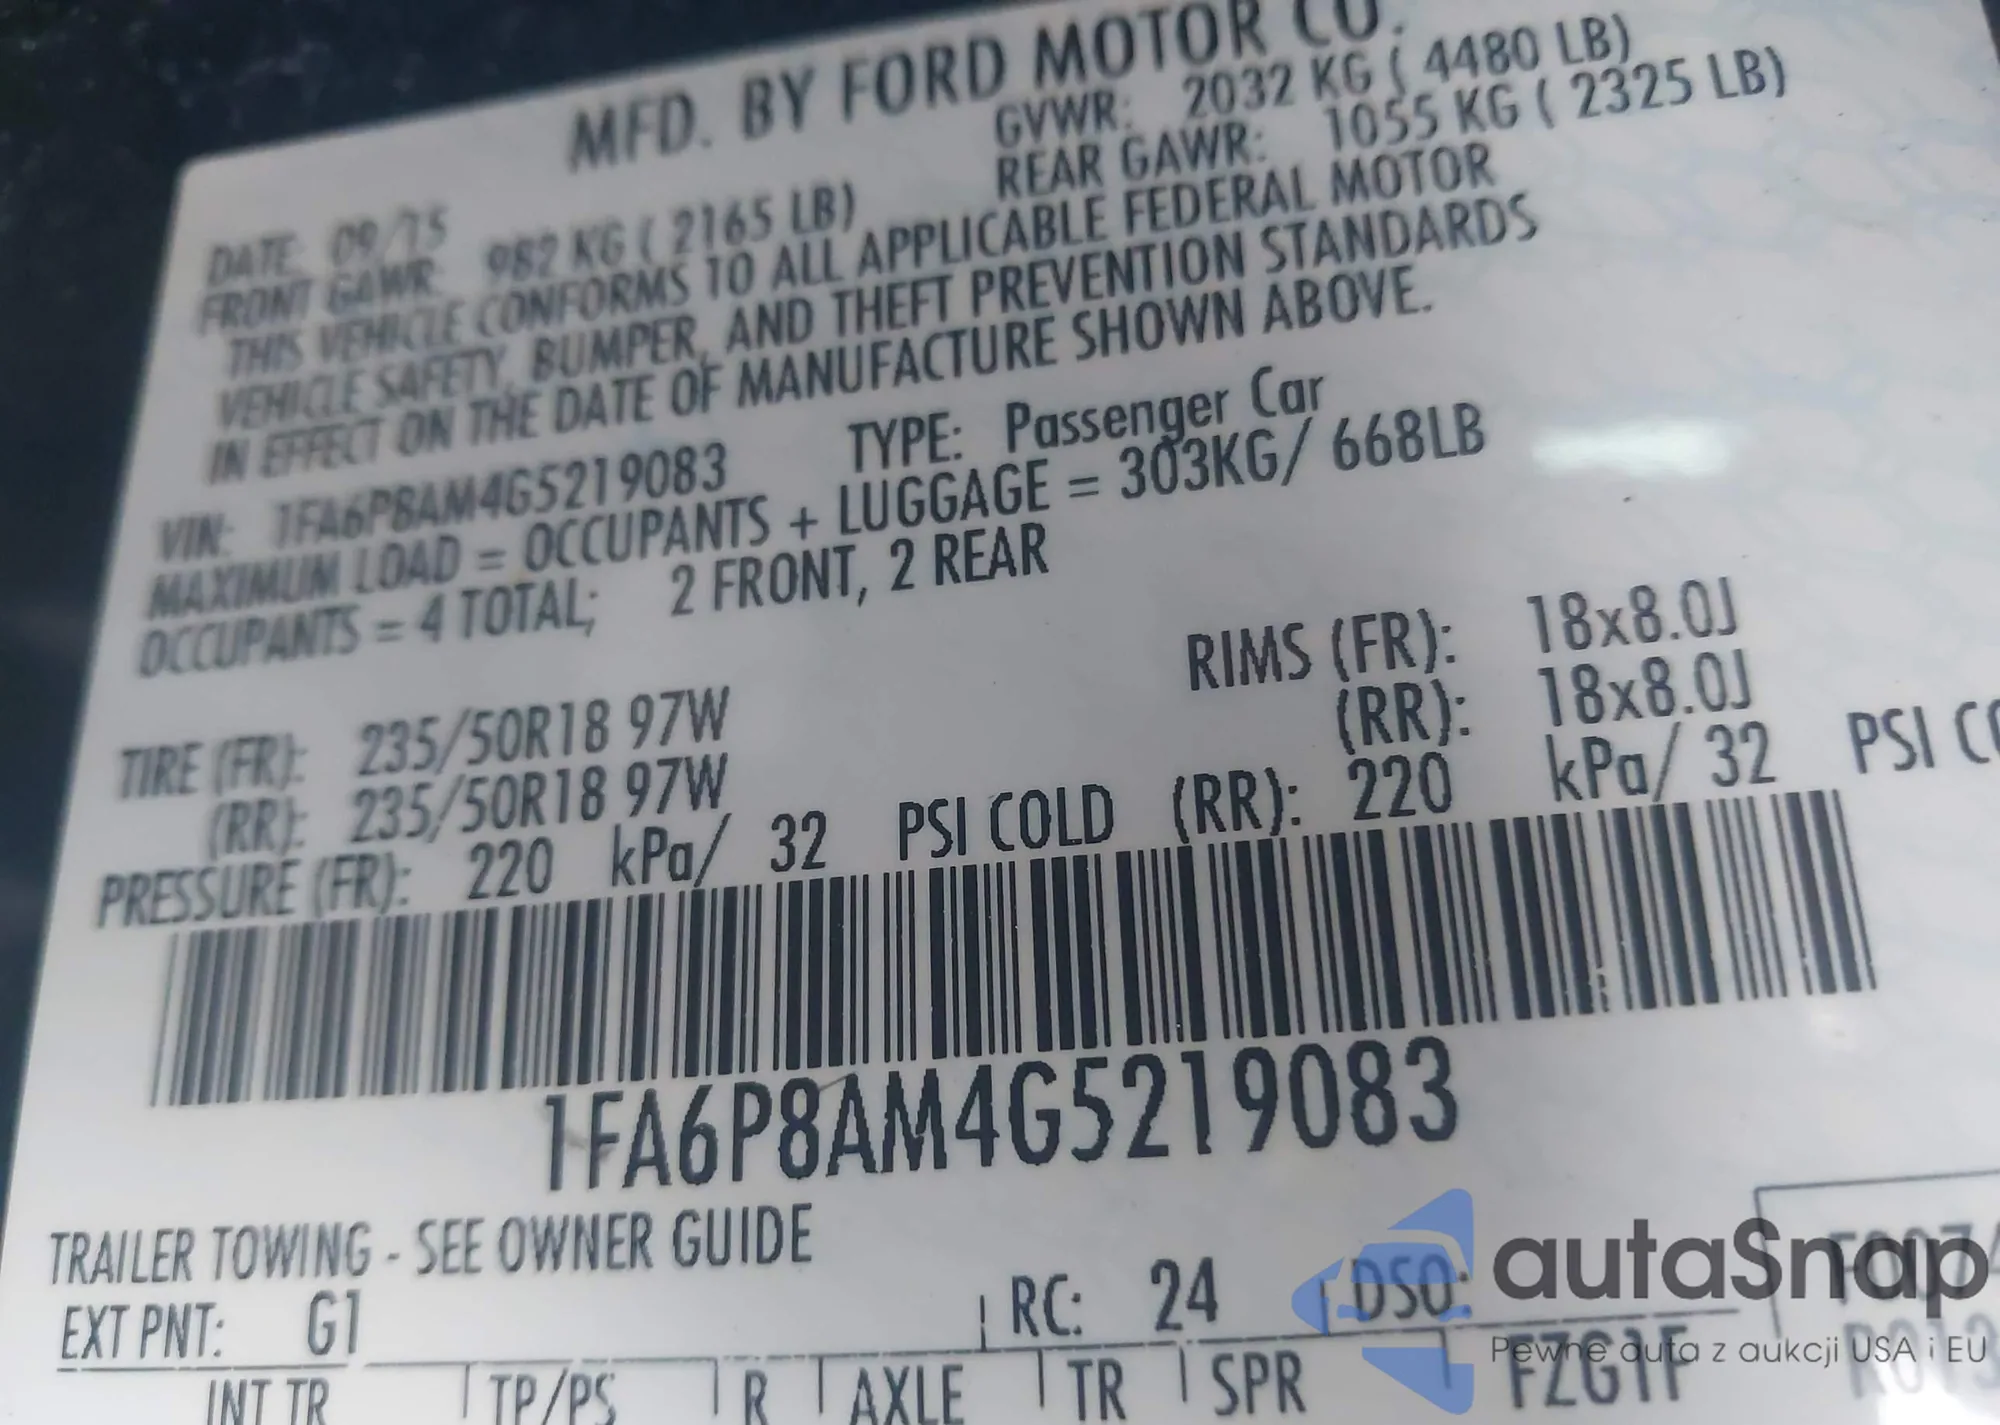 MFD. BY FORD MOTOR CO.
DATE: 09/15 GVWR: 2032 KG ( 4480 LB)
FRONT GAWR: 982 KG ( 2165 LB) REAR GAWR: 1055 KG ( 2325 LB)
THIS VEHICLE CONFORMS TO ALL APPLICABLE FEDERAL MOTOR
VEHICLE SAFETY, BUMPER, AND THEFT PREVENTION STANDARDS
IN EFFECT ON THE DATE OF MANUFACTURE SHOWN ABOVE.
VIN: 1FA6P8AM4G5219083 TYPE: Passenger Car
MAXIMUM LOAD = OCCUPANTS + LUGGAGE = 303KG/ 668LB
OCCUPANTS = 4 TOTAL; 2 FRONT, 2 REAR
TIRE (FR): 235/50R18 97W RIMS (FR): 18x8.0J
(RR): 235/50R18 97W (RR): 18x8.0J
PRESSURE (FR): 220 kPa/ 32 PSI COLD (RR): 220 kPa/ 32 PSI
1FA6P8AM4G5219083
TRAILER TOWING - SEE OWNER GUIDE
EXT PNT: G1 RC: 24 DSO:
INT TR TP/PS R AXLE TR SPR FZG1F
autaSnap
Pewne auta z aukcji USA i EU